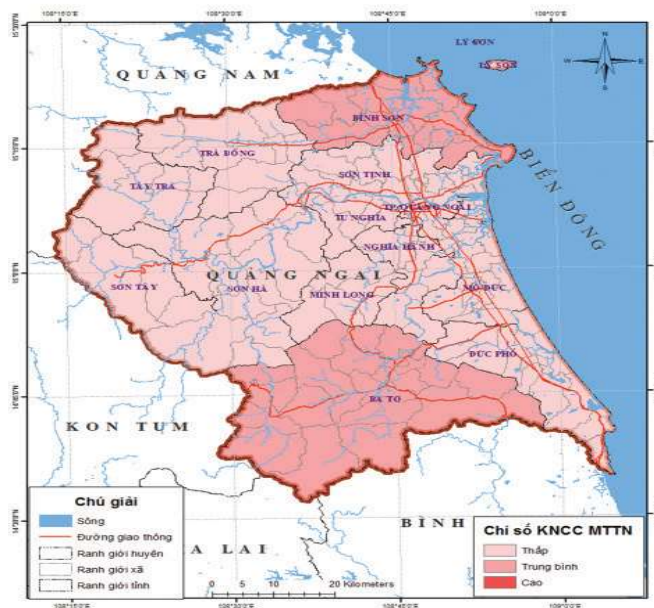 108°15'0"E 108°30'0"E 108°45'0"E 109°0'0"E
LÝ SƠN
LÝ SƠN
N
W E
S
QUẢNG NAM
BÌNH SƠN
TRÀ BỒNG
TÂY TRÀ
SƠN TỊNH
BIỂN ĐÔNG
TP.QUẢNG NGÃI
TƯ NGHĨA
NGHĨA HÀNH
QUẢNG NGÃI
SƠN TÂY
SƠN HÀ
MINH LONG
MỘ ĐỨC
ĐỨC PHỔ
BA TƠ
KON TUM
BÌNH
A LAI
Chú giải
Sông
Đường giao thông
Ranh giới huyện
Ranh giới xã
Ranh giới tỉnh
0 5 10 20 Kilometers
Chỉ số KNCC MTTN
Thấp
Trung bình
Cao
108°15'0"E 108°30'0"E 108°45'0"E 109°0'0"E